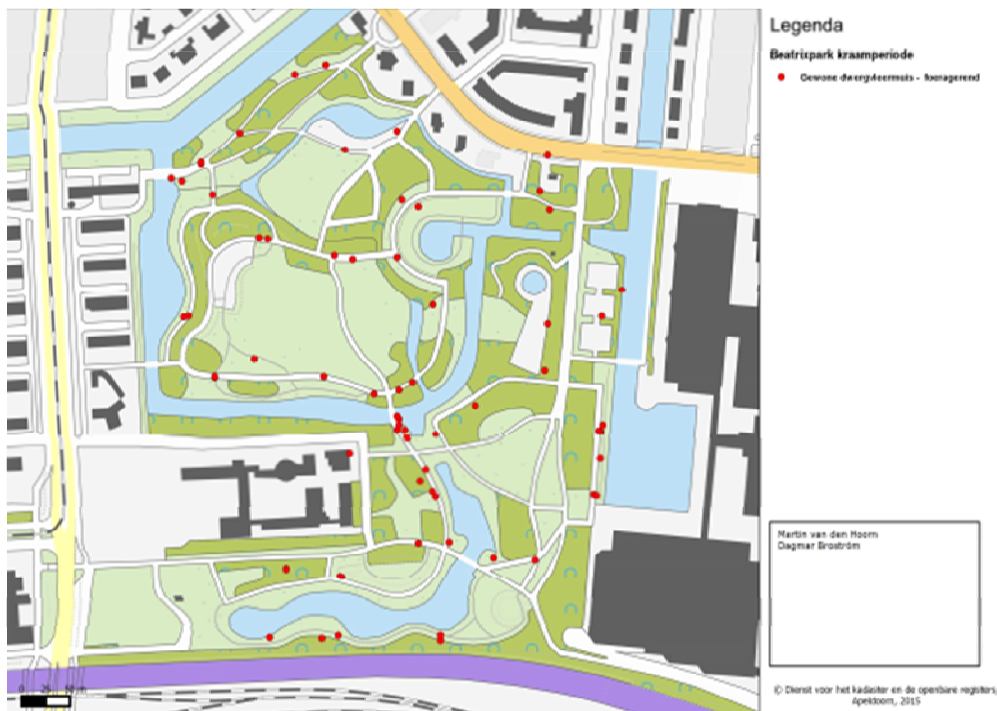 Legenda
Beatrixpark kraamperiode
Gewone dwergvleermuis - foeragerend
Martin van den Hoorn
Dagmar Broström
© Dienst voor het kadaster en de openbare registers,
Apeldoorn, 2015